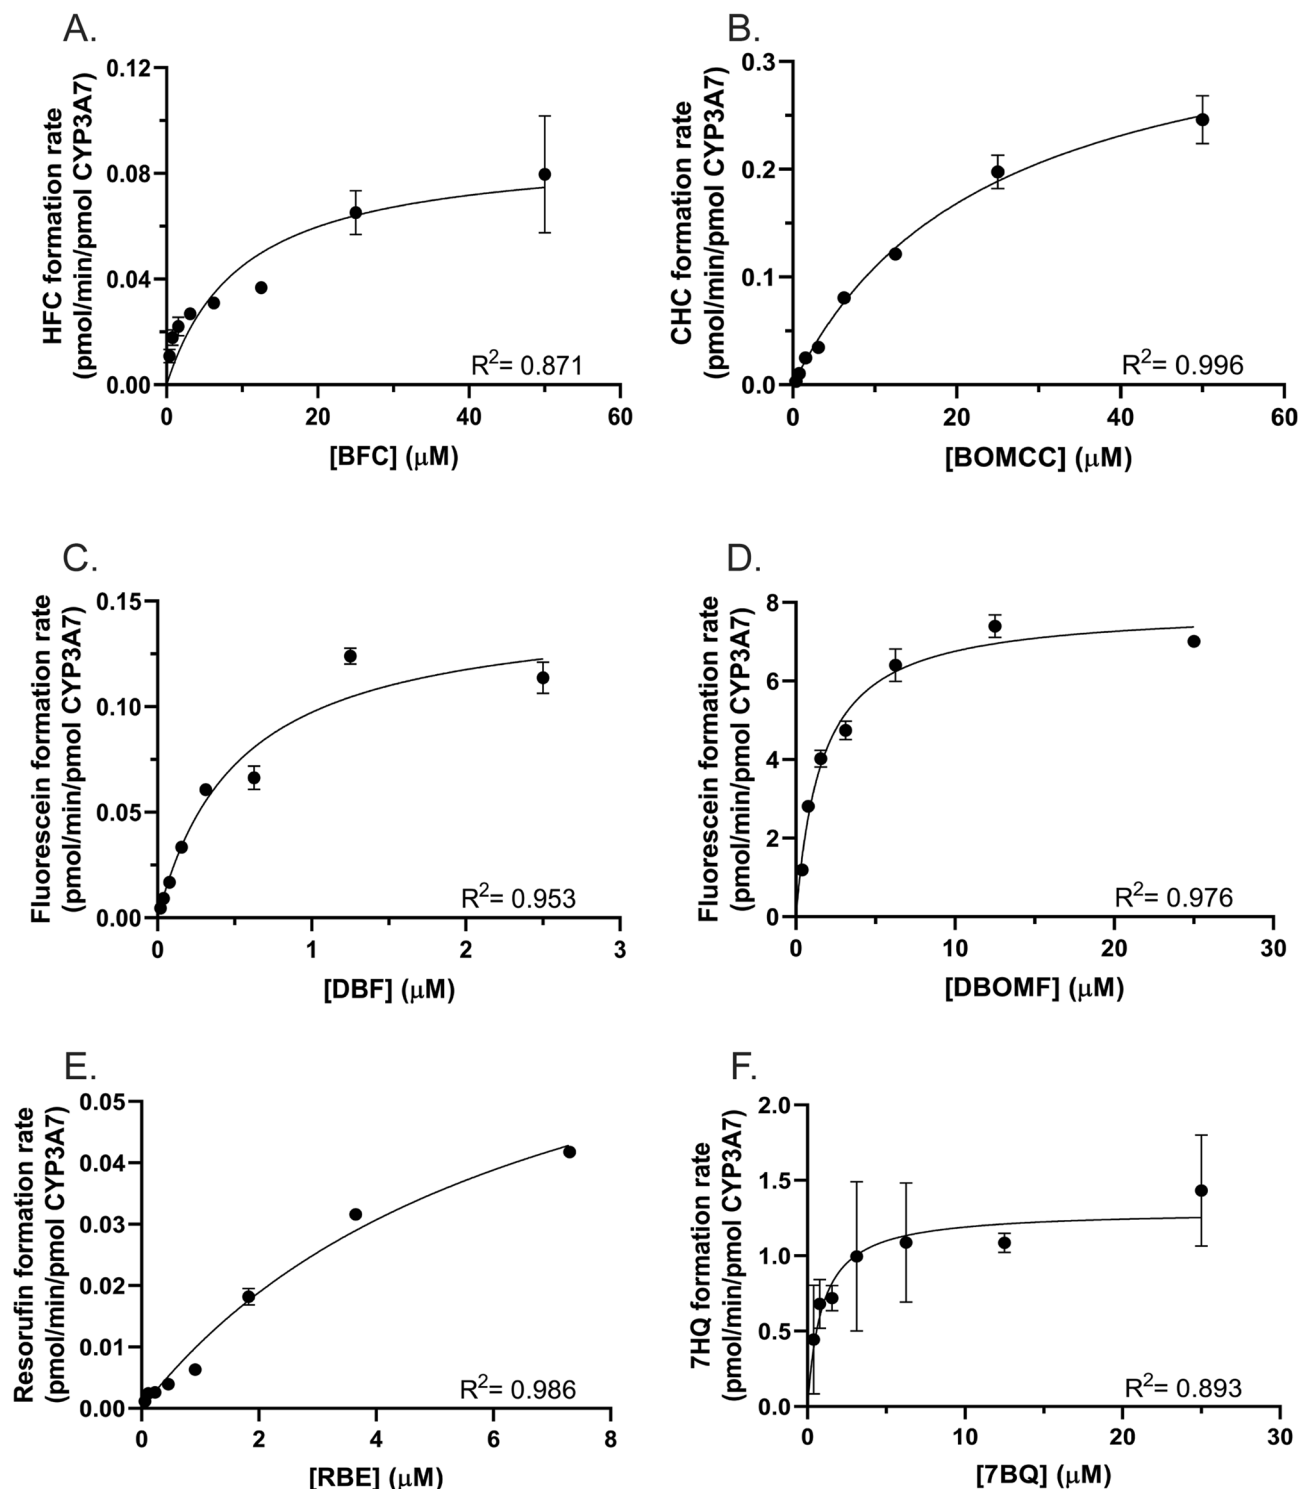 A.
HFC formation rate
(pmol/min/pmol CYP3A7)
0.12
0.08
0.04
0.00
0 20 40 60
R²= 0.871
[BFC] (μM)
B.
CHC formation rate
(pmol/min/pmol CYP3A7)
0.3
0.2
0.1
0.0
0 20 40 60
R²= 0.996
[BOMCC] (μM)
C.
Fluorescein formation rate
(pmol/min/pmol CYP3A7)
0.15
0.10
0.05
0.00
0 1 2 3
R²= 0.953
[DBF] (μM)
D.
Fluorescein formation rate
(pmol/min/pmol CYP3A7)
8
6
4
2
0
0 10 20 30
R²= 0.976
[DBOMF] (μM)
E.
Resorufin formation rate
(pmol/min/pmol CYP3A7)
0.05
0.04
0.03
0.02
0.01
0.00
0 2 4 6 8
R²= 0.986
[RBE] (μM)
F.
7HQ formation rate
(pmol/min/pmol CYP3A7)
2.0
1.5
1.0
0.5
0.0
0 10 20 30
R²= 0.893
[7BQ] (μM)